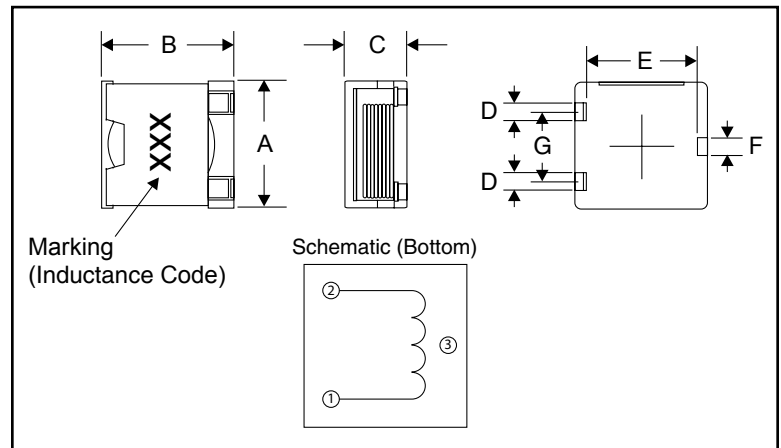 B
C
E
D
A
G
F
D
XXX
Marking
(Inductance Code)
Schematic (Bottom)
2
3
1